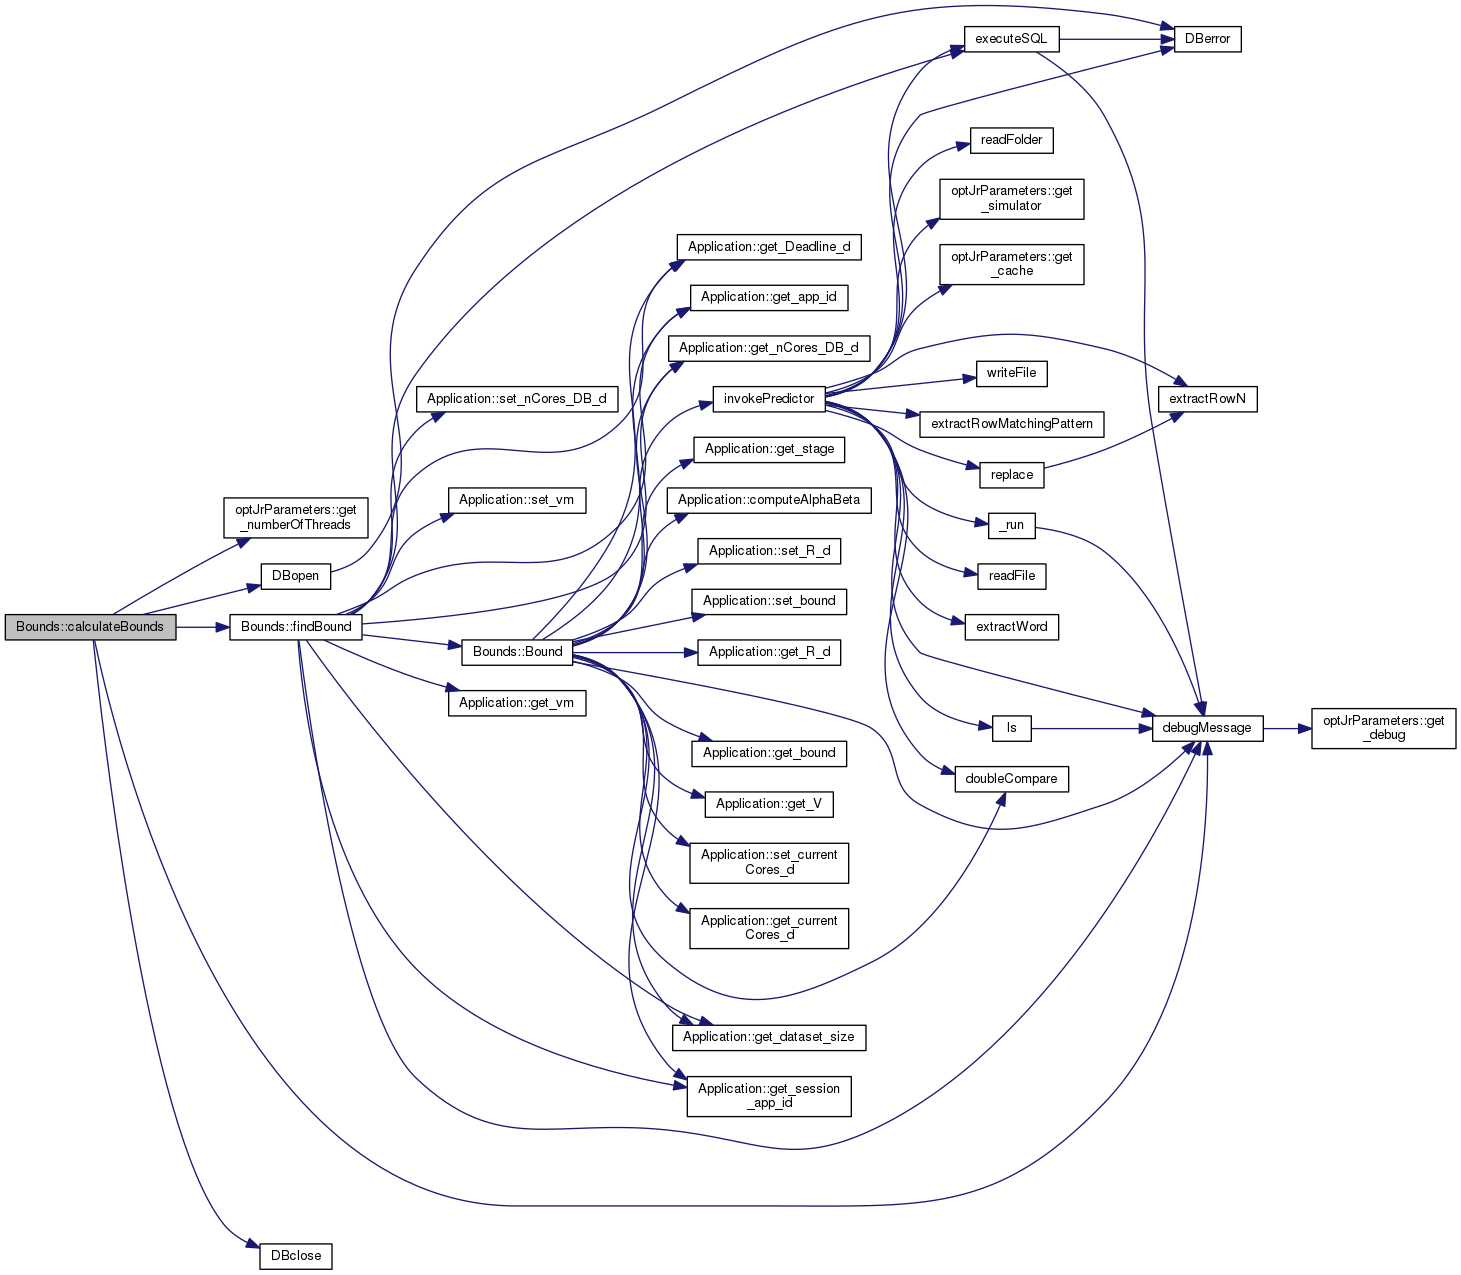 Bounds::calculateBounds
optJrParameters::get
_numberOfThreads
DBopen
Bounds::findBound
DBclose
Application::set_nCores_DB_d
Application::set_vm
Bounds::Bound
Application::get_vm
Application::get_Deadline_d
Application::get_app_id
Application::get_nCores_DB_d
invokePredictor
Application::get_stage
Application::computeAlphaBeta
Application::set_R_d
Application::set_bound
Application::get_R_d
Application::get_bound
Application::get_V
Application::set_current
Cores_d
Application::get_current
Cores_d
Application::get_dataset_size
Application::get_session
_app_id
executeSQL
readFolder
optJrParameters::get
_simulator
optJrParameters::get
_cache
writeFile
extractRowMatchingPattern
replace
_run
readFile
extractWord
ls
doubleCompare
DBerror
extractRowN
debugMessage
optJrParameters::get
_debug